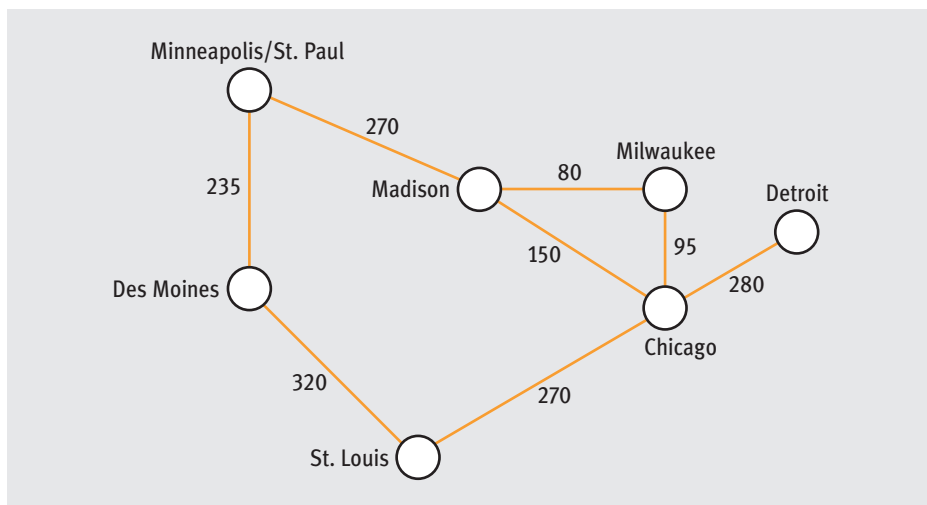 Minneapolis/St. Paul
270
Milwaukee
80
235
Madison
Detroit
150
95
280
Des Moines
Chicago
320
270
St. Louis